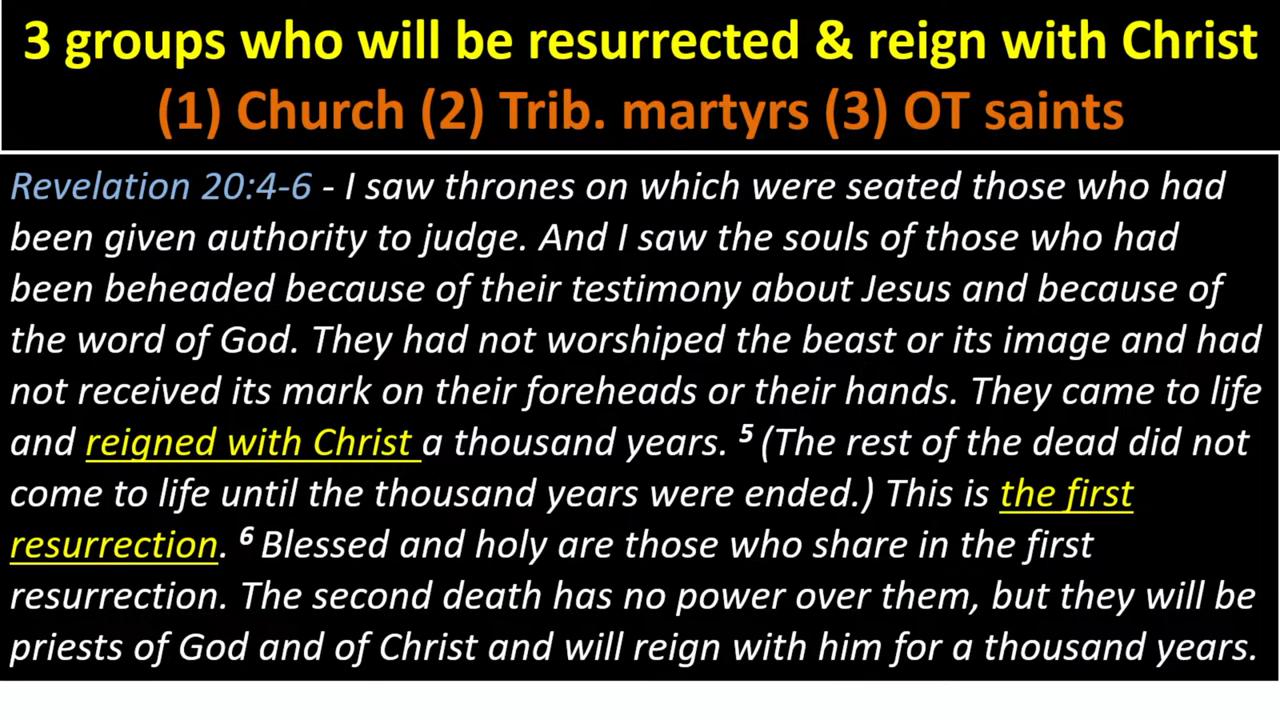 3 groups who will be resurrected & reign with Christ
(1) Church (2) Trib. martyrs (3) OT saints
Revelation 20:4-6 - I saw thrones on which were seated those who had
been given authority to judge. And I saw the souls of those who had
been beheaded because of their testimony about Jesus and because of
the word of God. They had not worshiped the beast or its image and had
not received its mark on their foreheads or their hands. They came to life
and reigned with Christ a thousand years. 5 (The rest of the dead did not
come to life until the thousand years were ended.) This is the first
resurrection. 6 Blessed and holy are those who share in the first
resurrection. The second death has no power over them, but they will be
priests of God and of Christ and will reign with him for a thousand years.